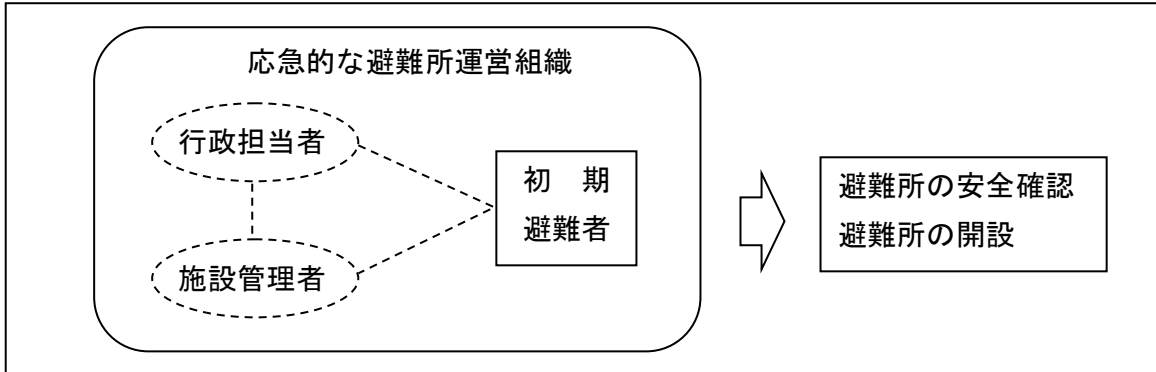 応急的な避難所運営組織
行政担当者
施設管理者
初　期
避難者
避難所の安全確認
避難所の開設